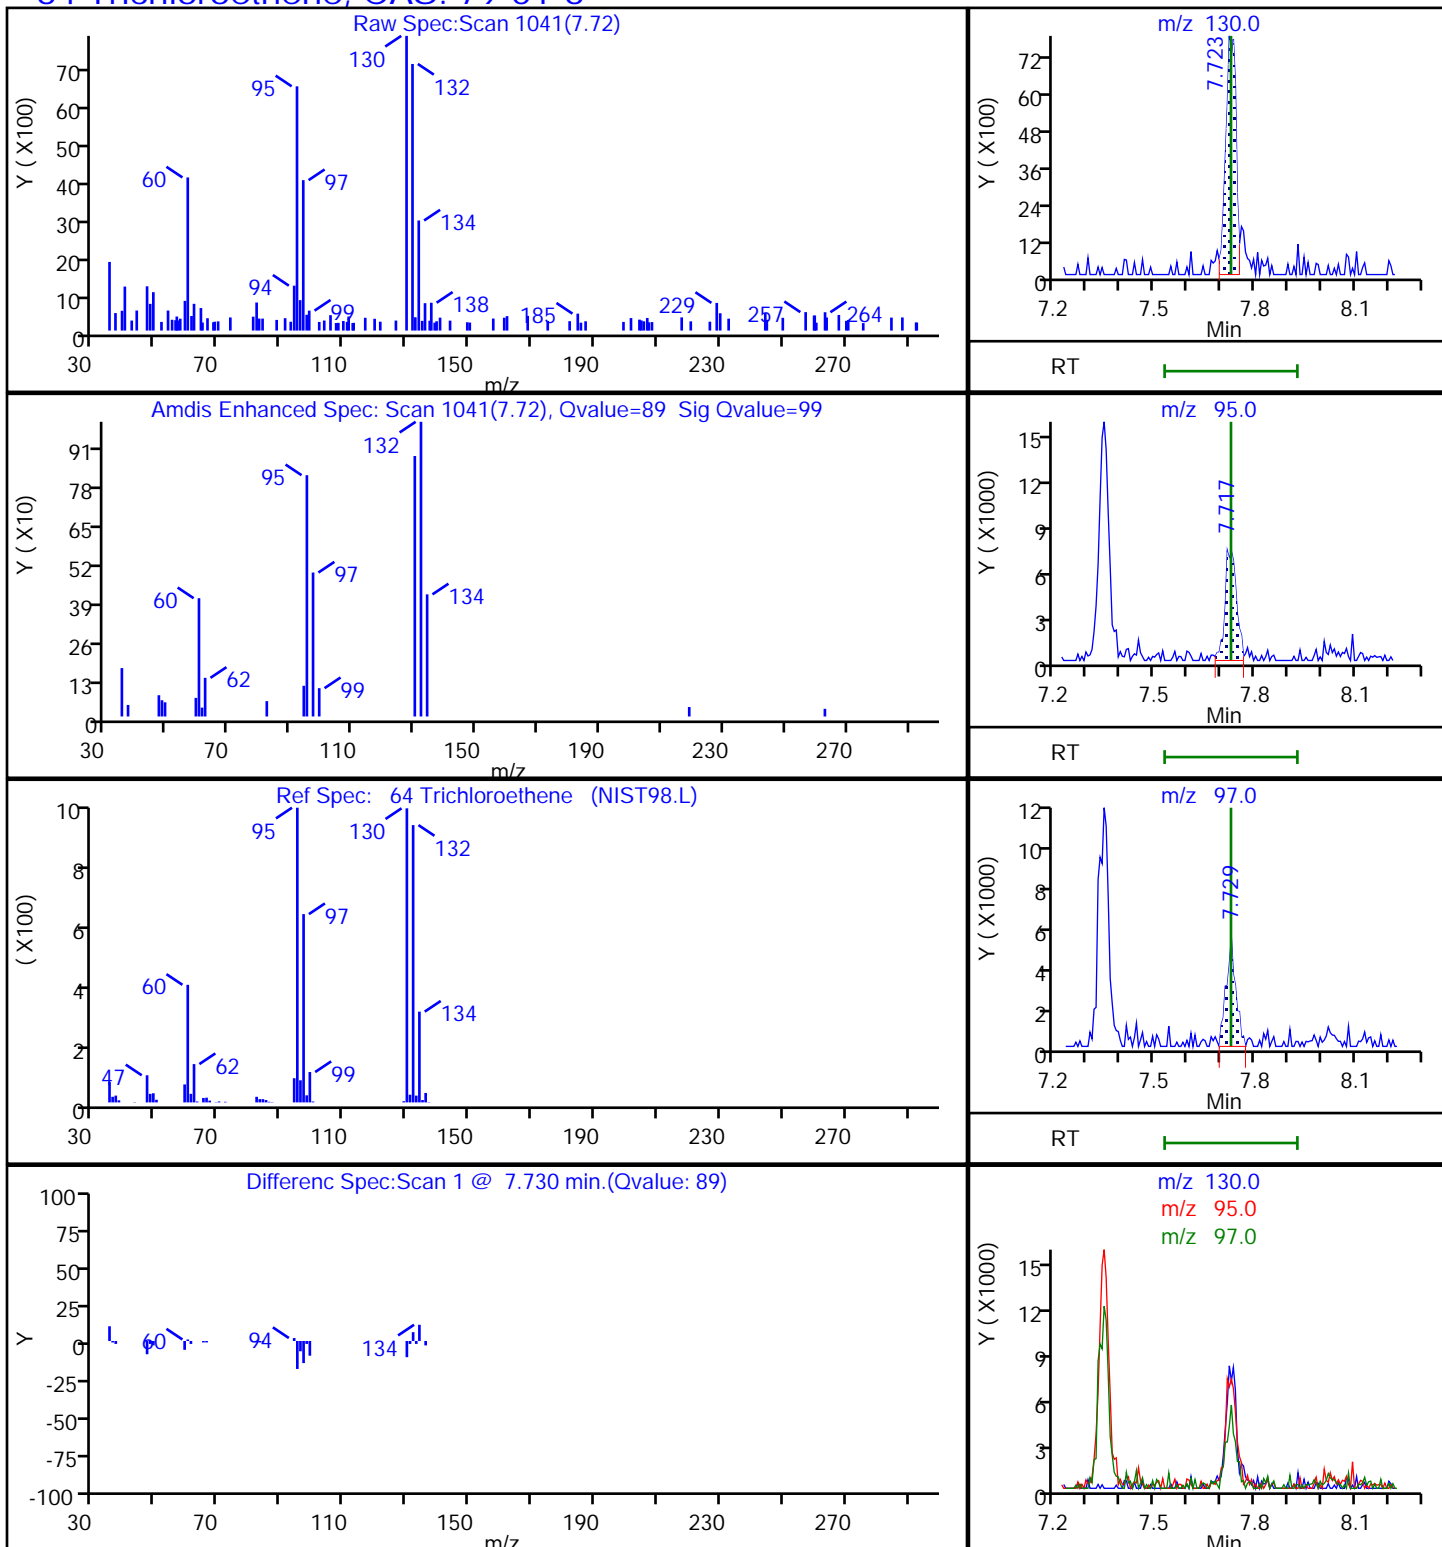 64 Trichloroethene, CAS: 79-01-6
Raw Spec:Scan 1041(7.72)
Y ( X100)
70
60
50
40
30
20
10
0
60
95
94
97
99
130
132
134
138
185
229
257
264
30 70 110 150 190 230 270
m/z
m/z 130.0
Y ( X100)
72
60
48
36
24
12
0
7.723
7.2 7.5 7.8 8.1
Min
RT
Amdis Enhanced Spec: Scan 1041(7.72), Qvalue=89 Sig Qvalue=99
Y ( X10)
91
78
65
52
39
26
13
0
60
62
95
97
99
132
134
30 70 110 150 190 230 270
m/z
m/z 95.0
Y ( X1000)
15
12
9
6
3
0
7.717
7.2 7.5 7.8 8.1
Min
RT
Ref Spec: 64 Trichloroethene (NIST98.L)
( X100)
10
8
6
4
2
0
47
60
62
95
97
99
130
132
134
30 70 110 150 190 230 270
m/z 97.0
Y ( X1000)
12
10
8
6
4
2
0
7.729
7.2 7.5 7.8 8.1
Min
RT
Differenc Spec:Scan 1 @ 7.730 min.(Qvalue: 89)
Y
100
75
50
25
0
-25
-50
-75
-100
60
94
134
30 70 110 150 190 230 270
m/z
m/z 130.0
m/z 95.0
m/z 97.0
Y ( X1000)
15
12
9
6
3
0
7.2 7.5 7.8 8.1
Min